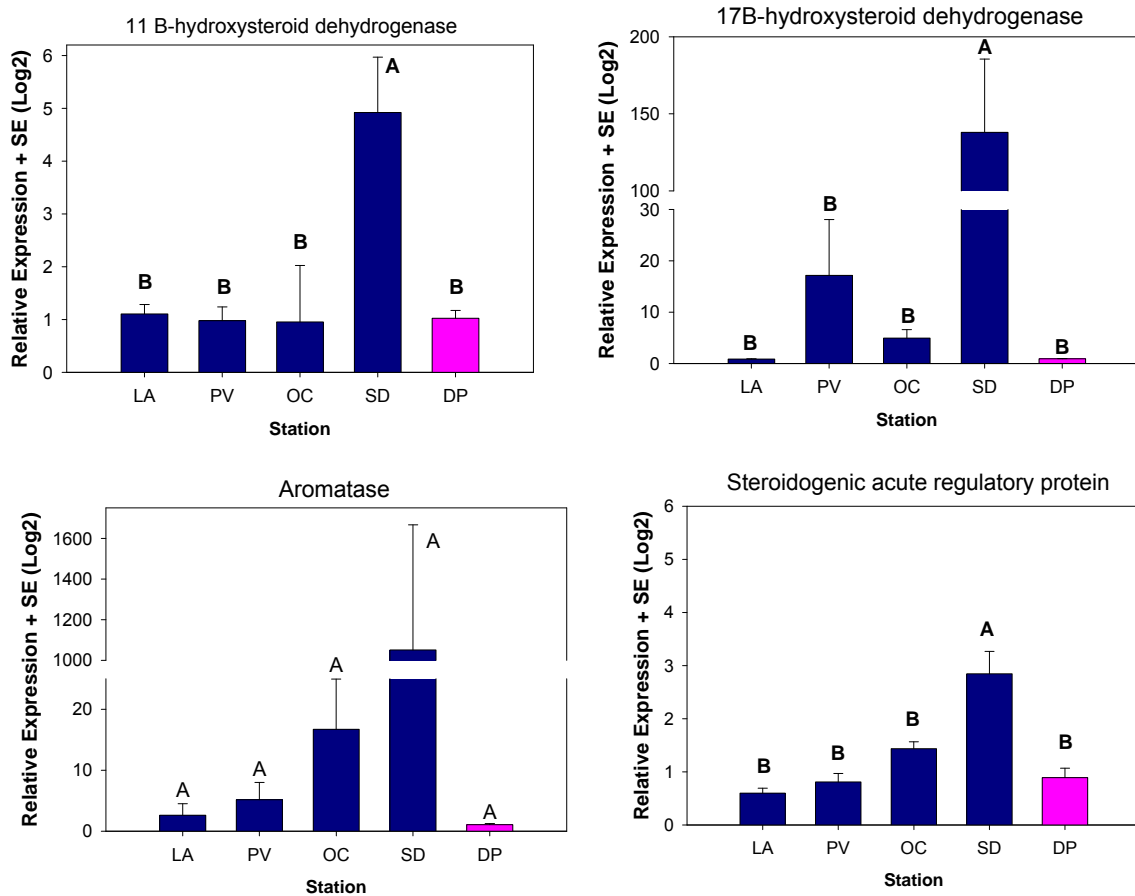 11 B-hydroxysteroid dehydrogenase
Relative Expression + SE (Log2)
6
5
4
3
2
1
0
B
B
B
A
B
LA PV OC SD DP
Station
17B-hydroxysteroid dehydrogenase
Relative Expression + SE (Log2)
200
150
100
30
20
10
0
B
B
B
A
B
LA PV OC SD DP
Station
Aromatase
Relative Expression + SE (Log2)
1600
1400
1200
1000
20
10
0
A
A
A
A
A
LA PV OC SD DP
Station
Steroidogenic acute regulatory protein
Relative Expression + SE (Log2)
6
5
4
3
2
1
0
B
B
B
A
B
LA PV OC SD DP
Station